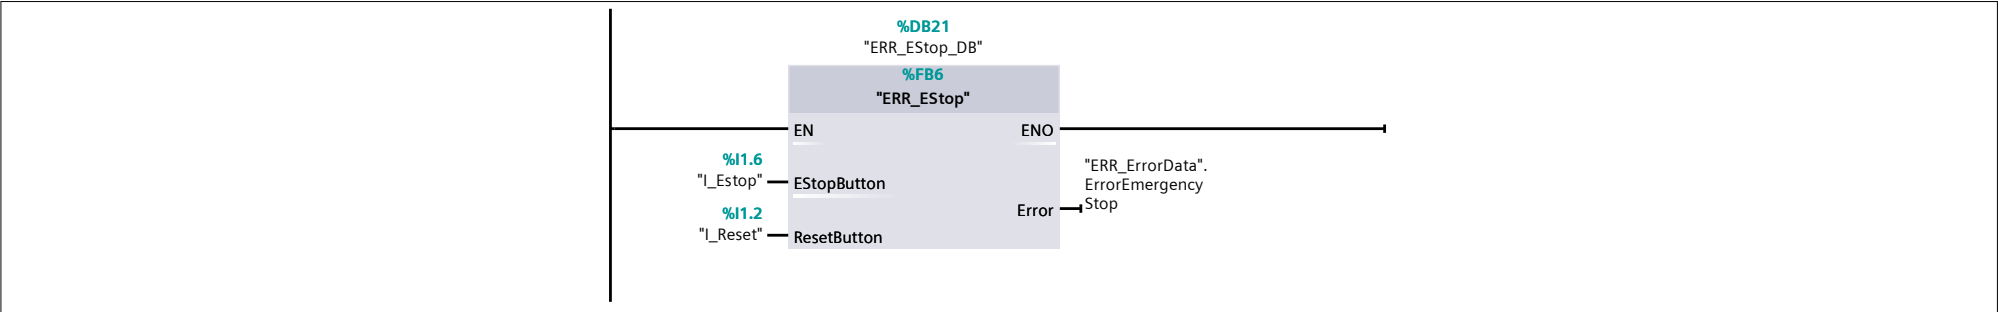 %DB21
"ERR_EStop_DB"
%FB6
"ERR_EStop"
EN
ENO
%I1.6
"I_Estop"
EStopButton
"ERR_ErrorData".
ErrorEmergency
Stop
Error
%I1.2
"I_Reset"
ResetButton